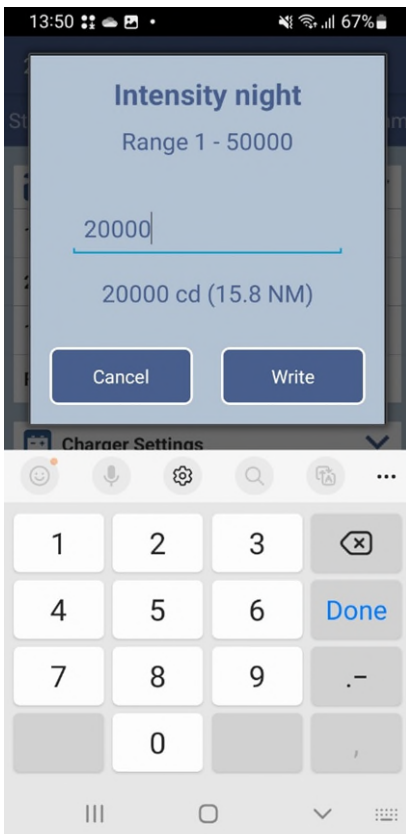 13:50 67%
Intensity night
Range 1 - 50000
20000
20000 cd (15.8 NM)
Cancel Write
Charger Settings
1 2 3
4 5 6 Done
7 8 9 .-
0 ,